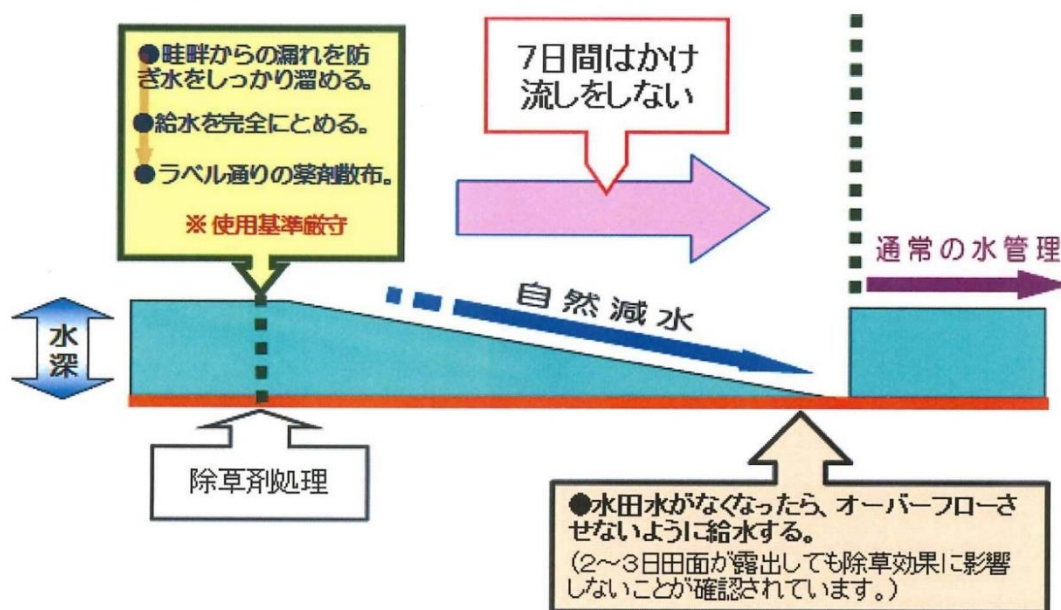 ●畦畔からの漏れを防
ぎ水をしっかり溜める。
●給水を完全にとめる。
●ラベル通りの薬剤散布。
※使用基準厳守
7日間はかけ
流しをしない
通常の水管理
自然減水
水深
除草剤処理
●水田水がなくなったら、オーバーフローさ
せないように給水する。
(2～3日田面が露出しても除草効果に影響
しないことが確認されています。)